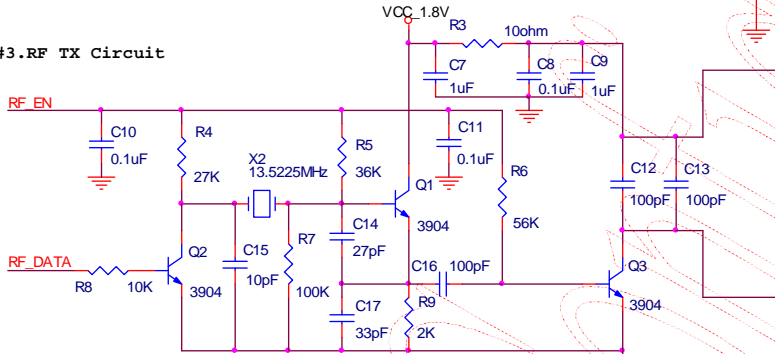 VCC_1.8V
R3
10ohm
#3.RF TX Circuit
C7
1uF
C8
0.1uF
C9
1uF
RF_EN
C10
0.1uF
R4
27K
X2
13.5225MHz
R5
36K
C11
0.1uF
Q1
3904
R6
56K
C12
100pF
C13
100pF
C14
27pF
R7
100K
C15
10pF
Q2
3904
RF_DATA
R8
10K
C16
100pF
C17
33pF
R9
2K
Q3
3904